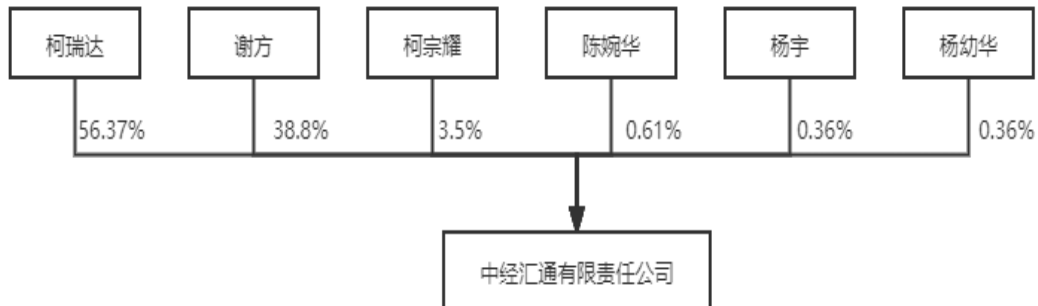 柯瑞达
谢方
柯宗耀
陈婉华
杨宇
杨幼华
56.37%
38.8%
3.5%
0.61%
0.36%
0.36%
中经汇通有限责任公司